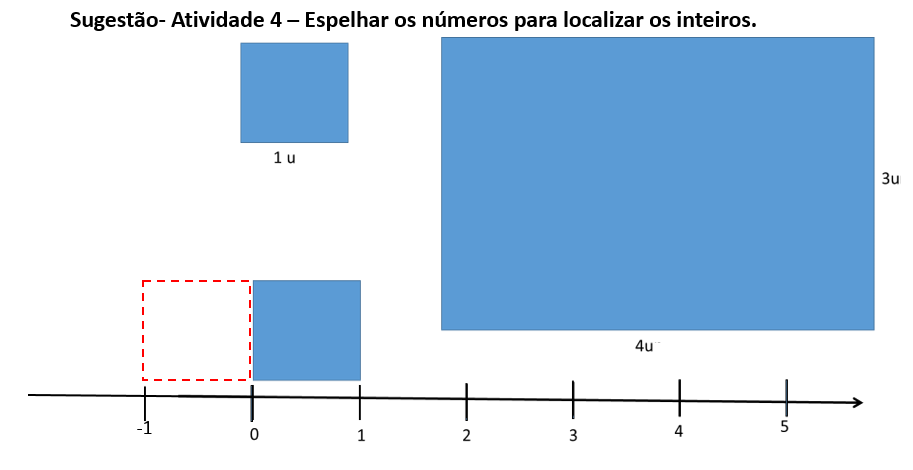 Sugestão- Atividade 4 – Espelhar os números para localizar os inteiros.
1 u
3u
4u
-1 0 1 2 3 4 5